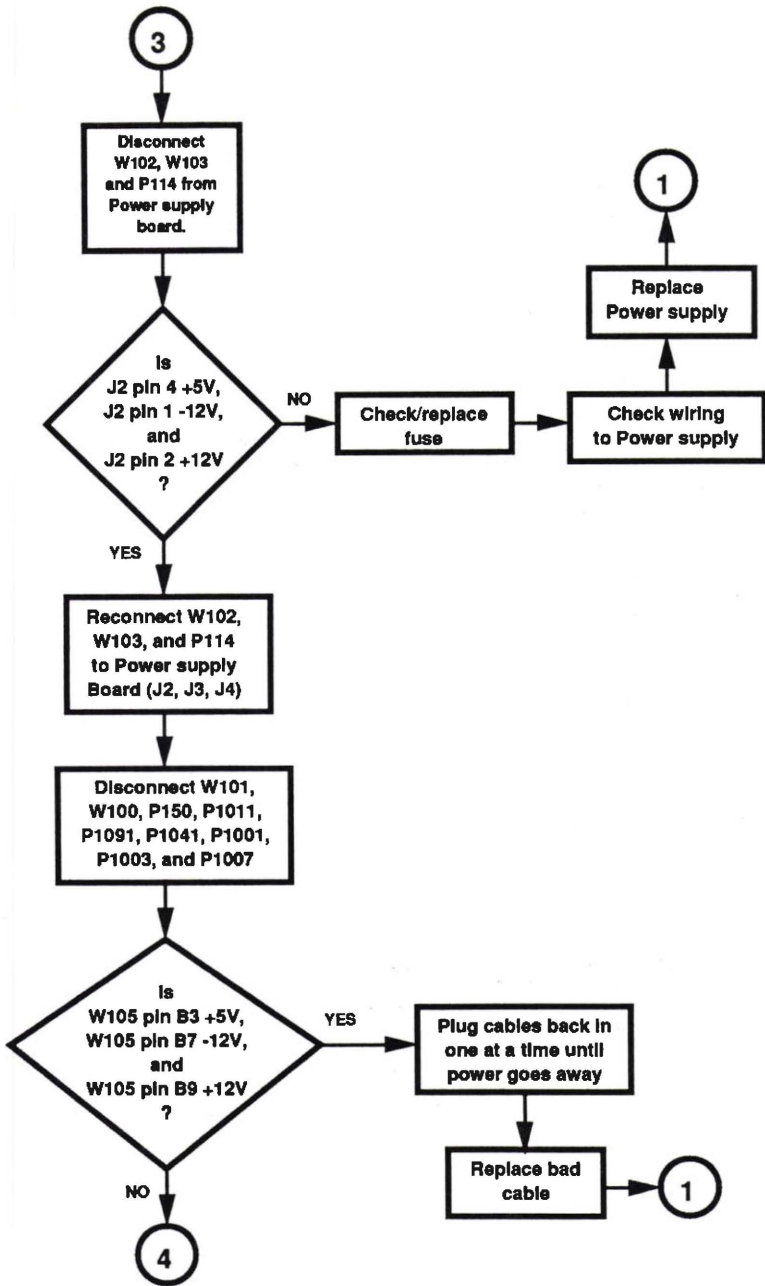 3
Disconnect
W102, W103
and P114 from
Power supply
board.
Is
J2 pin 4 +5V,
J2 pin 1 -12V,
and
J2 pin 2 +12V
?
NO
Check/replace
fuse
Check wiring
to Power supply
Replace
Power supply
1
YES
Reconnect W102,
W103, and P114
to Power supply
Board (J2, J3, J4)
Disconnect W101,
W100, P150, P1011,
P1091, P1041, P1001,
P1003, and P1007
Is
W105 pin B3 +5V,
W105 pin B7 -12V,
and
W105 pin B9 +12V
?
YES
Plug cables back in
one at a time until
power goes away
Replace bad
cable
1
NO
4